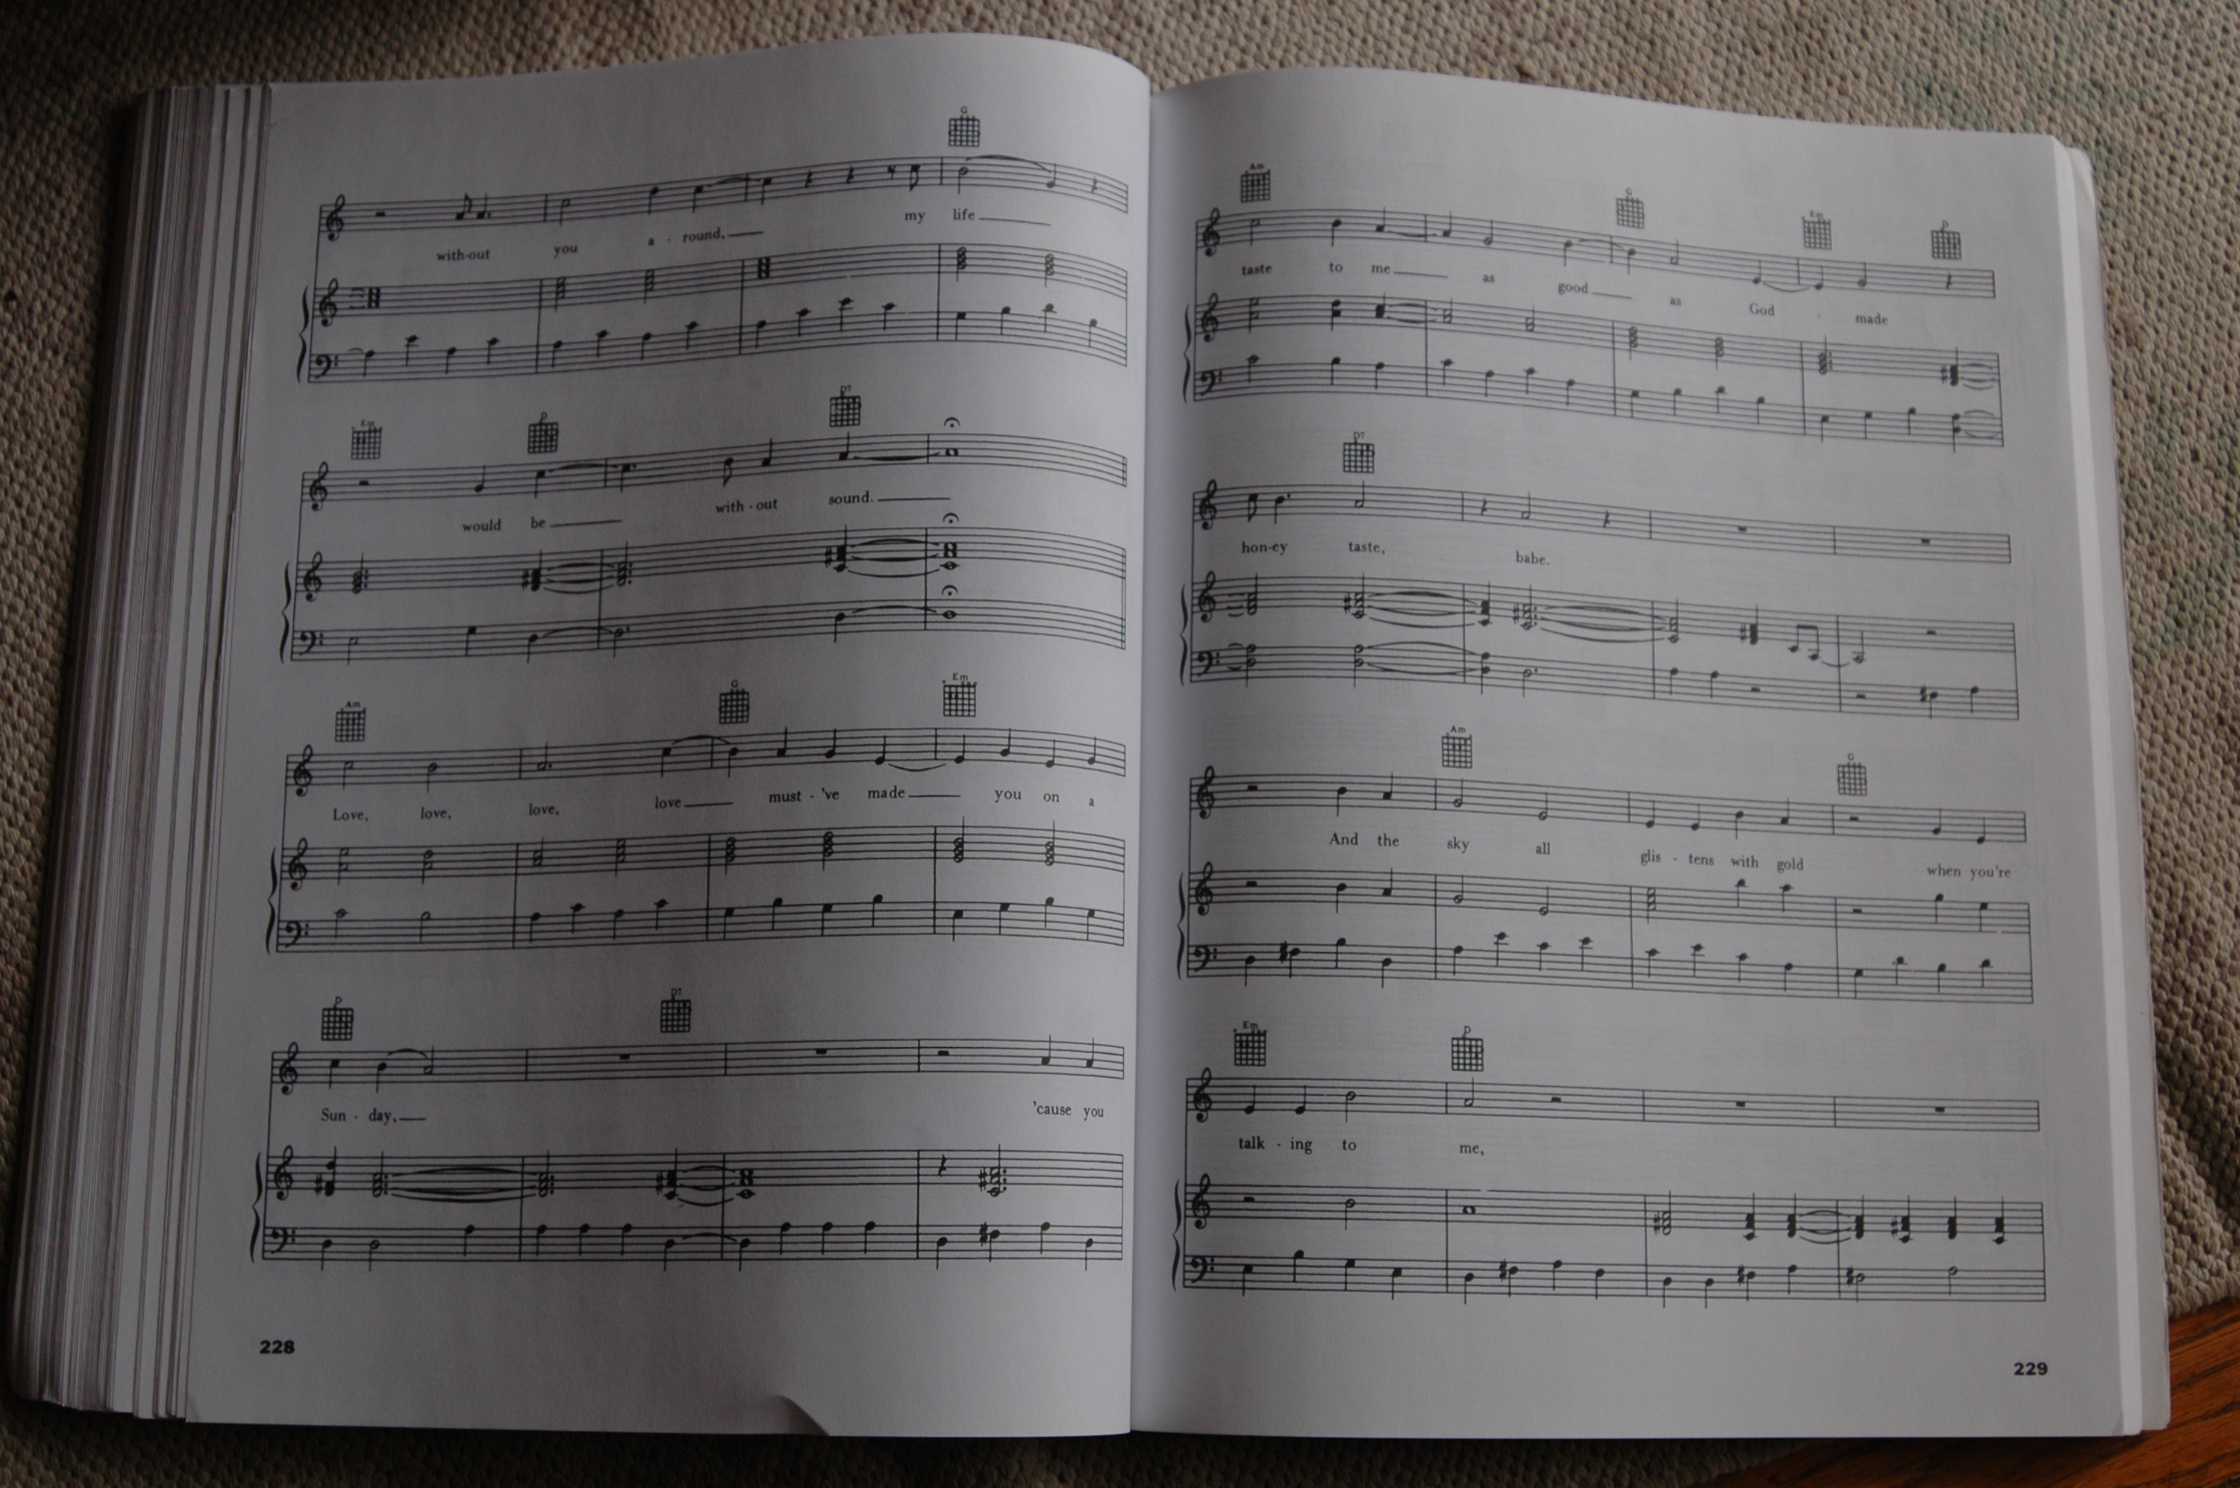 G
with-out you a - round, my life
Em D D7
would be with - out sound.
Am G Em
Love, love, love, love must - 've made you on a
D D7
Sun - day, 'cause you
228
Am G Em D
taste to me as good as God made
D7
hon-ey taste, babe.
Am G
And the sky all glis - tens with gold when you're
Em D
talk - ing to me,
229